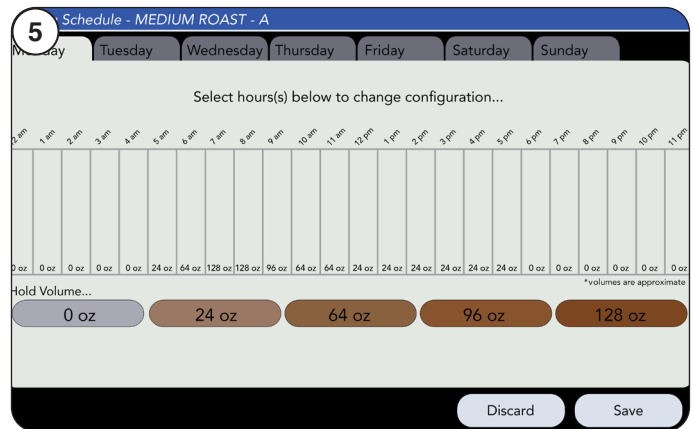 5
Schedule - MEDIUM ROAST - A
Tuesday Wednesday Thursday Friday Saturday Sunday
Select hours(s) below to change configuration...
2 am 1 am 2 am 3 am 4 am 5 am 6 am 7 am 8 am 9 am 10 am 11 am 12 pm 1 pm 2 pm 3 pm 4 pm 5 pm 6 pm 7 pm 8 pm 9 pm 10 pm 11 pm
0 oz 0 oz 0 oz 0 oz 0 oz 24 oz 64 oz 128 oz 128 oz 96 oz 64 oz 64 oz 24 oz 24 oz 24 oz 24 oz 24 oz 24 oz 0 oz 0 oz 0 oz 0 oz 0 oz 0 oz
*volumes are approximate
Hold Volume...
0 oz 24 oz 64 oz 96 oz 128 oz
Discard Save